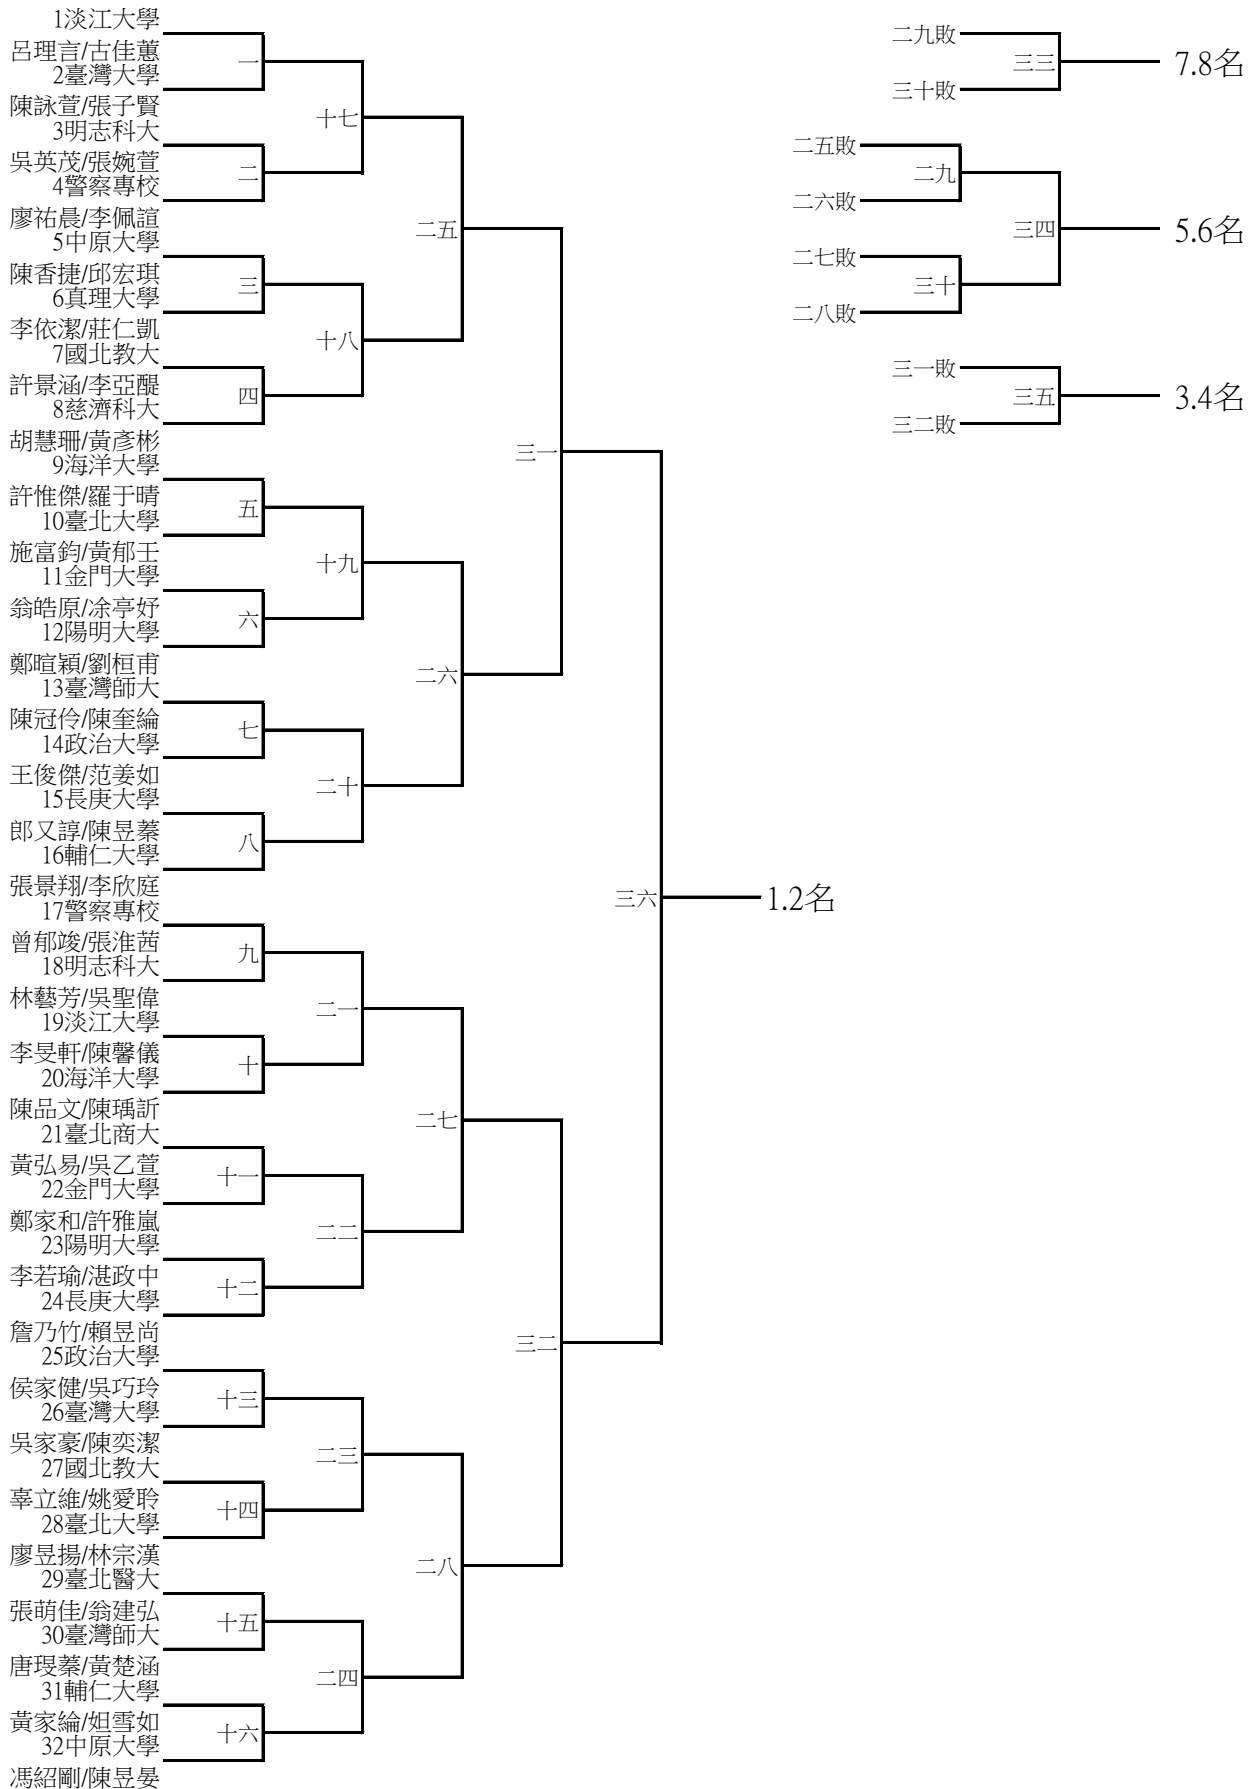 1淡江大學
呂理言/古佳蕙
2臺灣大學
陳詠萱/張子賢
3明志科大
吳英茂/張婉萱
4警察專校
廖祐晨/李佩諠
5中原大學
陳香捷/邱宏琪
6真理大學
李依潔/莊仁凱
7國北教大
許景涵/李亞醍
8慈濟科大
胡慧珊/黃彥彬
9海洋大學
許惟傑/羅于晴
10臺北大學
施富鈞/黃郁王
11金門大學
翁皓原/凃亭妤
12陽明大學
鄭暄穎/劉桓甫
13臺灣師大
陳冠伶/陳奎綸
14政治大學
王俊傑/范姜如
15長庚大學
郎又諄/陳昱蓁
16輔仁大學
張景翔/李欣庭
17警察專校
曾郁竣/張淮茜
18明志科大
林藝芳/吳聖偉
19淡江大學
李旻軒/陳馨儀
20海洋大學
陳品文/陳瑀訢
21臺北商大
黃弘易/吳乙萱
22金門大學
鄭家和/許雅嵐
23陽明大學
李若瑜/湛政中
24長庚大學
詹乃竹/賴昱尚
25政治大學
侯家健/吳巧玲
26臺灣大學
吳家豪/陳奕潔
27國北教大
辜立維/姚愛聆
28臺北大學
廖昱揚/林宗漢
29臺北醫大
張萌佳/翁建弘
30臺灣師大
唐琝蓁/黃楚涵
31輔仁大學
黃家綸/妲雪如
32中原大學
馮紹剛/陳昱晏
一
二
三
四
五
六
七
八
九
十
十一
十二
十三
十四
十五
十六
十七
十八
十九
二十
二一
二二
二三
二四
二五
二六
二七
二八
三一
三二
三六
1.2名
二九敗
三十敗
三三
7.8名
二五敗
二六敗
二九
二七敗
二八敗
三十
三四
5.6名
三一敗
三二敗
三五
3.4名